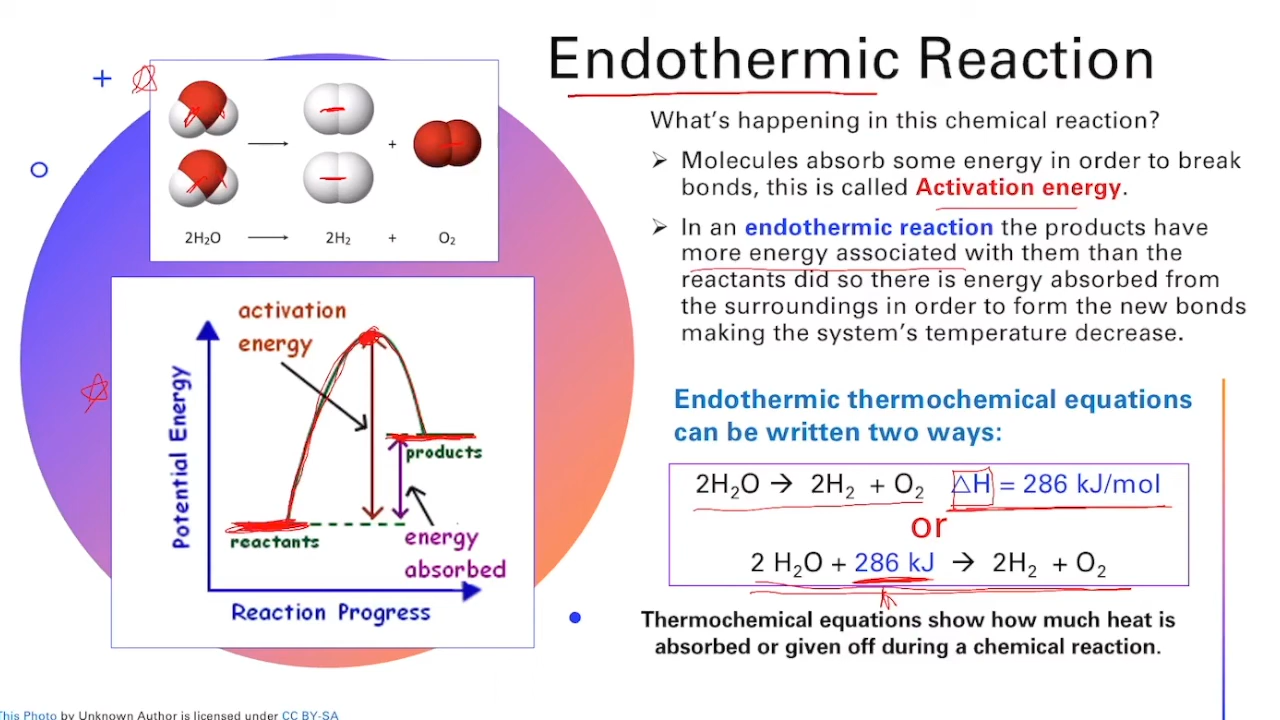 Endothermic Reaction
What's happening in this chemical reaction?
➢ Molecules absorb some energy in order to break
bonds, this is called Activation energy.
➢ In an endothermic reaction the products have
more energy associated with them than the
reactants did so there is energy absorbed from
the surroundings in order to form the new bonds
making the system's temperature decrease.
+
2H₂O ⟶ 2H₂ + O₂
activation
energy
Potential Energy
products
reactants
energy
absorbed
Reaction Progress
Endothermic thermochemical equations
can be written two ways:
2H₂O → 2H₂ + O₂ △H = 286 kJ/mol
or
2 H₂O + 286 kJ → 2H₂ + O₂
Thermochemical equations show how much heat is
absorbed or given off during a chemical reaction.
This Photo by Unknown Author is licensed under CC BY-SA